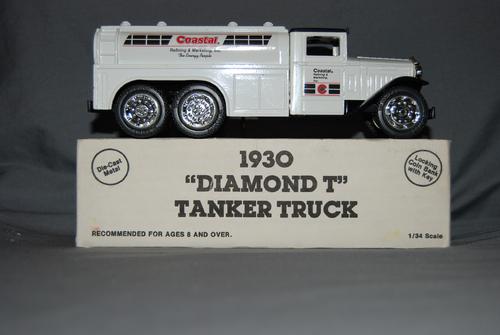 Coastal.
Refining & Marketing, Inc.
The Energy People
Coastal.
Refining &
Marketing,
Inc.
Die-Cast
Metal
Locking
Coin Bank
with Key
1930
“DIAMOND T”
TANKER TRUCK
RECOMMENDED FOR AGES 8 AND OVER.
1/34 Scale